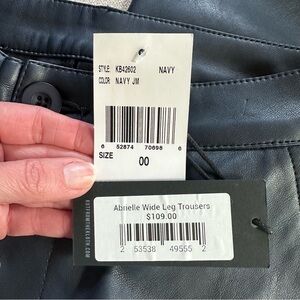 STYLE: KB42602 NAVY
COLOR: NAVY JM
6 52874 70698 6
SIZE 00
Abrielle Wide Leg Trousers
$109.00
2 53538 49555 2